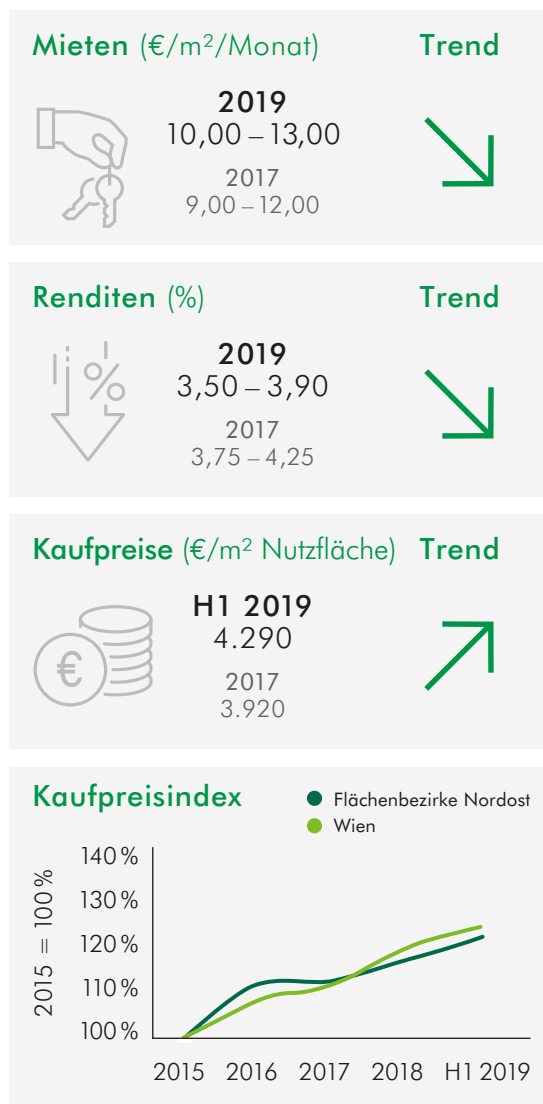 Mieten (€/m²/Monat) Trend
2019
10,00 – 13,00
2017
9,00 – 12,00
Renditen (%) Trend
%
2019
3,50 – 3,90
2017
3,75 – 4,25
Kaufpreise (€/m² Nutzfläche) Trend
€
H1 2019
4.290
2017
3.920
Kaufpreisindex
Flächenbezirke Nordost
Wien
2015 = 100 %
140 %
130 %
120 %
110 %
100 %
2015 2016 2017 2018 H1 2019